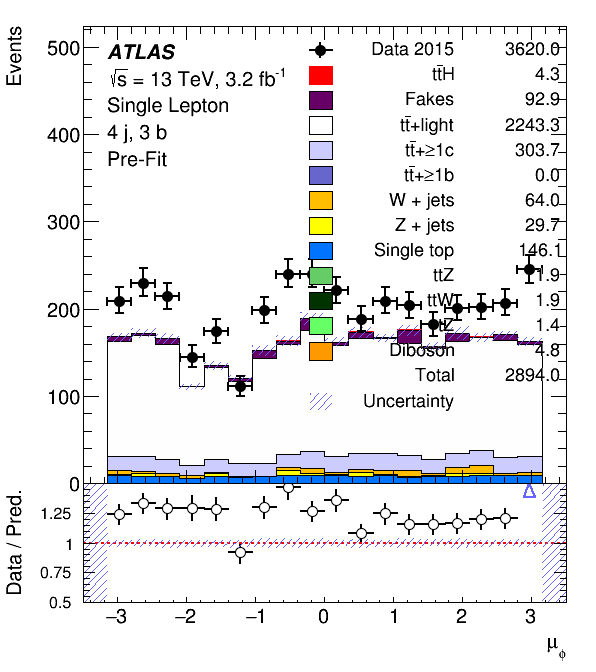 Events
500
400
300
200
100
0
ATLAS
√s = 13 TeV, 3.2 fb⁻¹
Single Lepton
4 j, 3 b
Pre-Fit
Data 2015 3620.0
tt̄H 4.3
Fakes 92.9
tt̄+light 2243.3
tt̄+≥1c 303.7
tt̄+≥1b 0.0
W + jets 64.0
Z + jets 29.7
Single top 146.1
ttZ 1.9
ttW 1.9
tZ 1.4
Diboson 4.8
Total 2894.0
Uncertainty
Data / Pred.
1.25
1
0.75
0.5
−3 −2 −1 0 1 2 3
μϕ